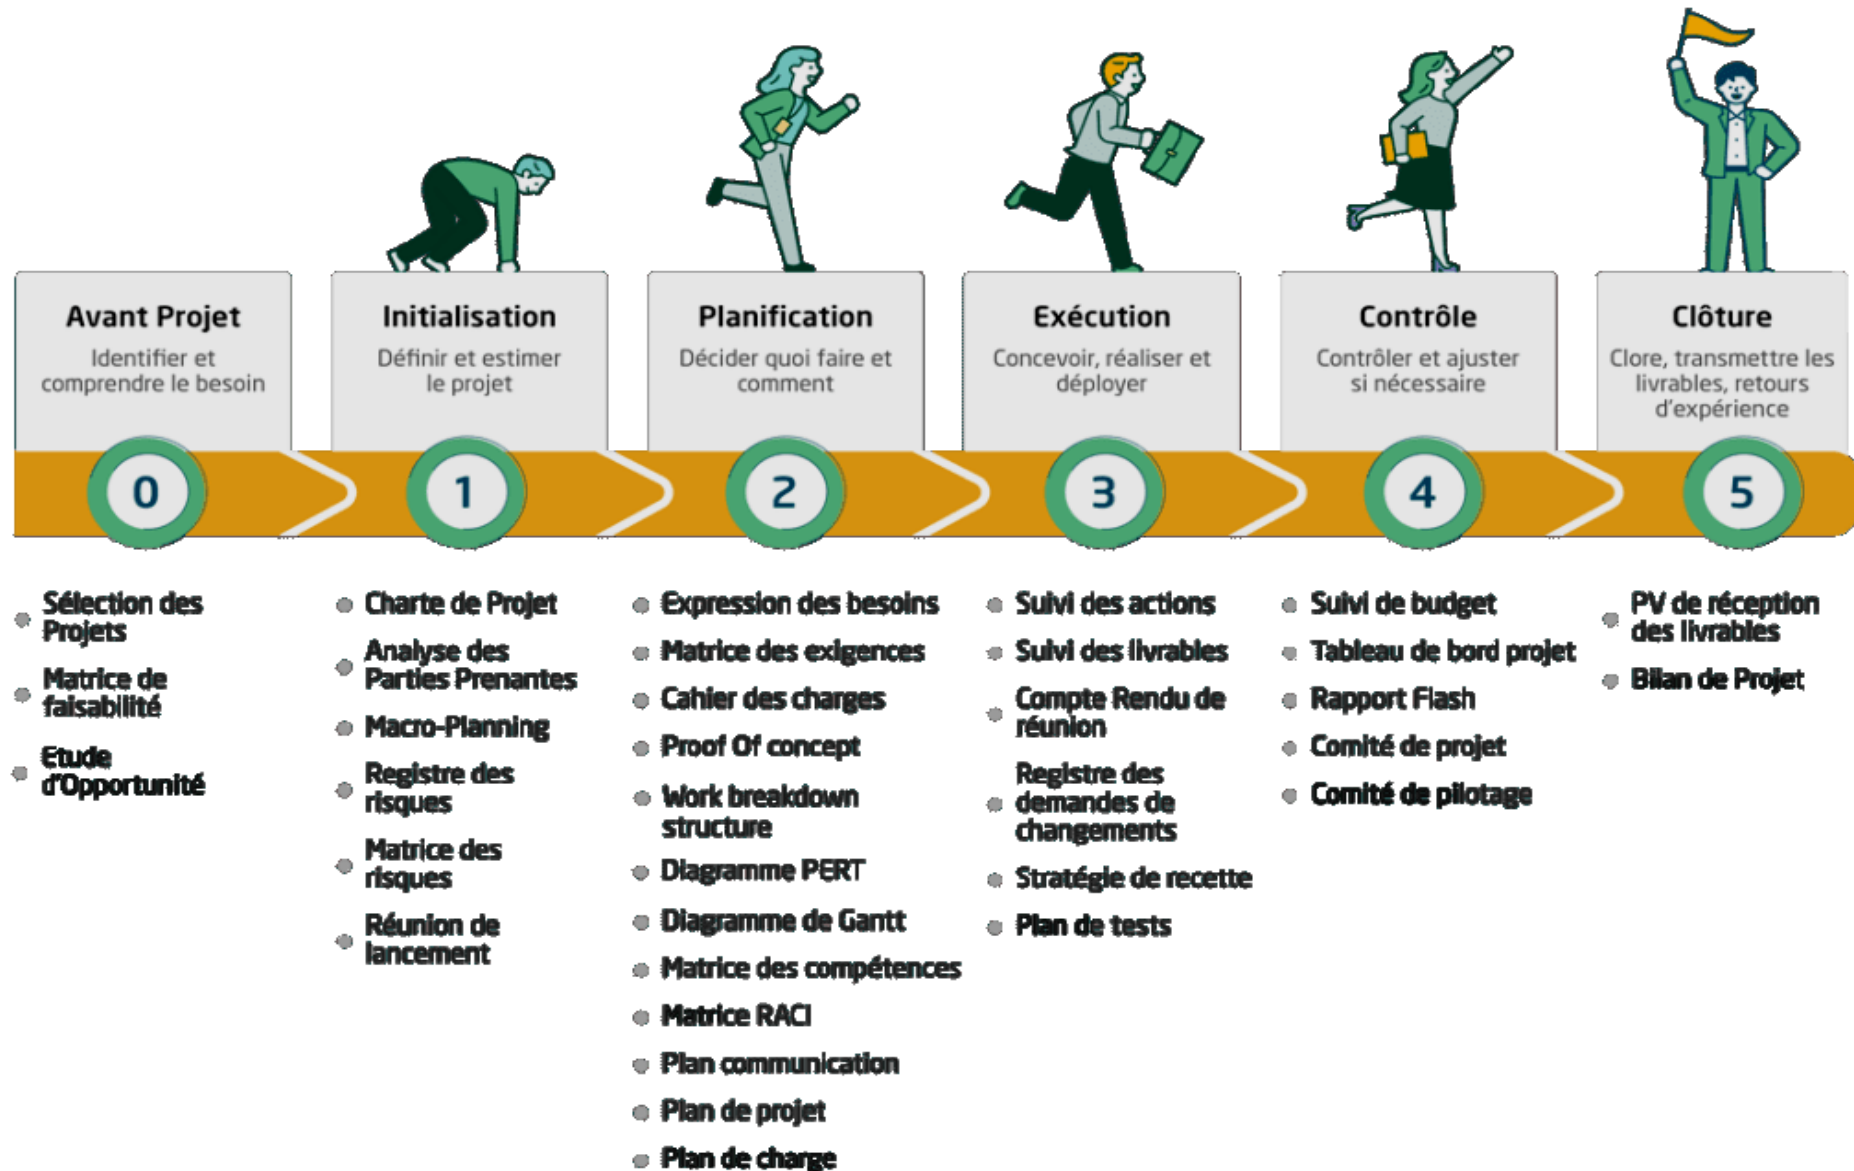 Avant Projet
Identifier et
comprendre le besoin
0
Sélection des
Projets
Matrice de
faisabilité
Etude
d'Opportunité
Initialisation
Définir et estimer
le projet
1
Charte de Projet
Analyse des
Parties Prenantes
Macro-Planning
Registre des
risques
Matrice des
risques
Réunion de
lancement
Planification
Décider quoi faire et
comment
2
Expression des besoins
Matrice des exigences
Cahier des charges
Proof Of concept
Work breakdown
structure
Diagramme PERT
Diagramme de Gantt
Matrice des compétences
Matrice RACI
Plan communication
Plan de projet
Plan de charge
Exécution
Concevoir, réaliser et
déployer
3
Suivi des actions
Suivi des livrables
Compte Rendu de
réunion
Registre des
demandes de
changements
Stratégie de recette
Plan de tests
Contrôle
Contrôler et ajuster
si nécessaire
4
Suivi de budget
Tableau de bord projet
Rapport Flash
Comité de projet
Comité de pilotage
Clôture
Clore, transmettre les
livrables, retours
d'expérience
5
PV de réception
des livrables
Bilan de Projet